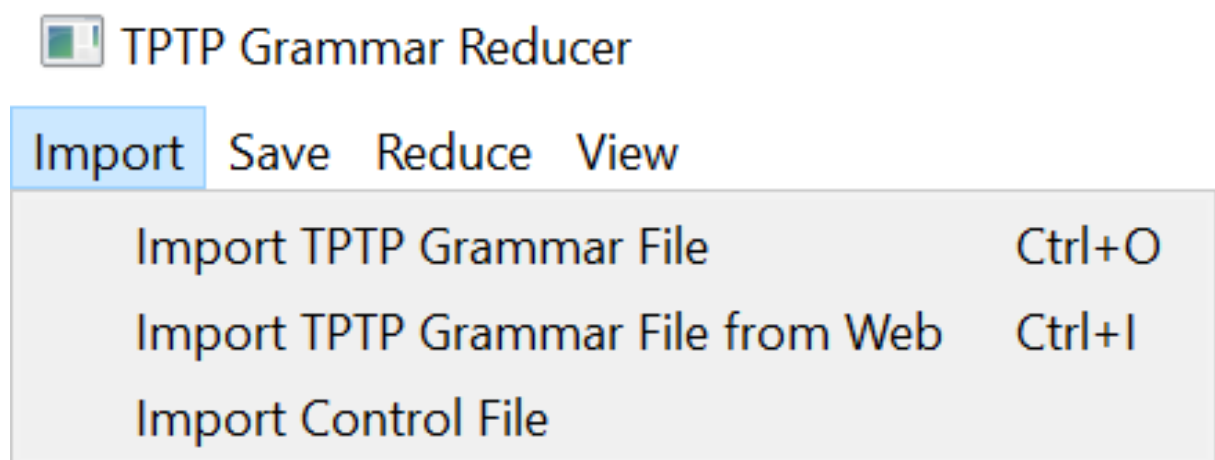 TPTP Grammar Reducer
Import Save Reduce View
Import TPTP Grammar File Ctrl+O
Import TPTP Grammar File from Web Ctrl+I
Import Control File